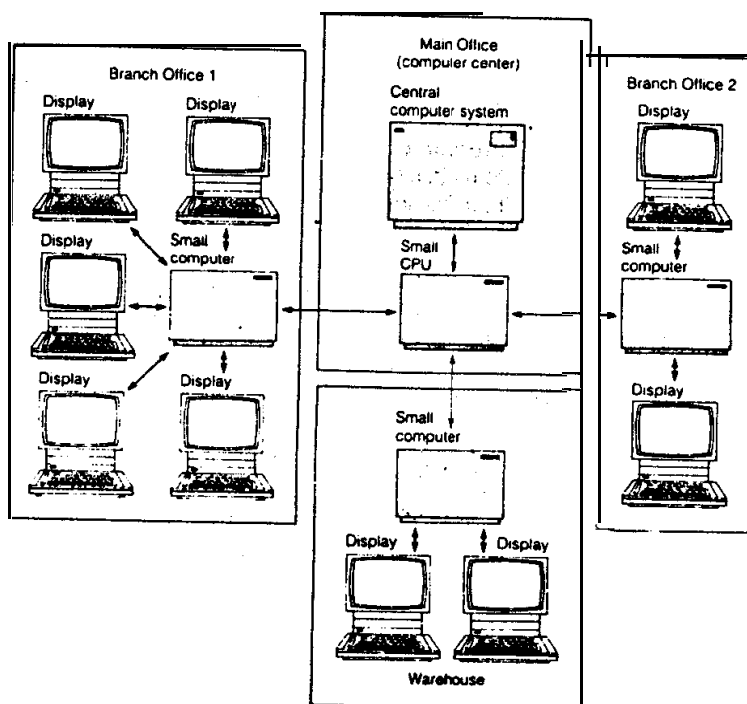 Branch Office 1
Display
Display
Small
computer
Display
Display
Display
Main Office
(computer center)
Central
computer system
Small
CPU
Small
computer
Display
Display
Warehouse
Branch Office 2
Display
Small
computer
Display